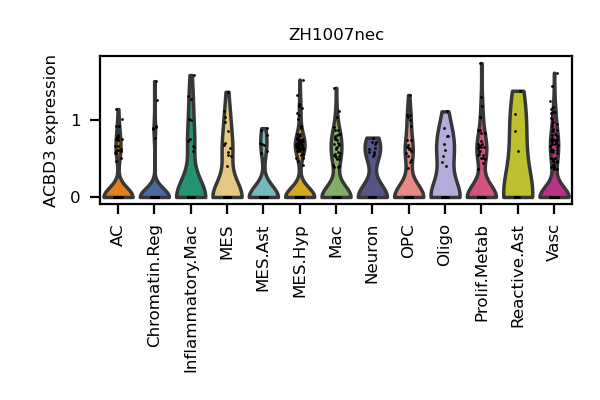 ZH1007nec
ACBD3 expression
1
0
AC
Chromatin.Reg
Inflammatory.Mac
MES
MES.Ast
MES.Hyp
Mac
Neuron
OPC
Oligo
Prolif.Metab
Reactive.Ast
Vasc